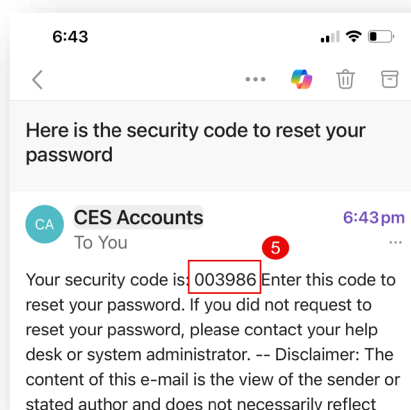 6:43
Here is the security code to reset your
password
CA
CES Accounts
6:43 pm
To You
5
Your security code is: 003986 Enter this code to
reset your password. If you did not request to
reset your password, please contact your help
desk or system administrator. -- Disclaimer: The
content of this e-mail is the view of the sender or
stated author and does not necessarily reflect